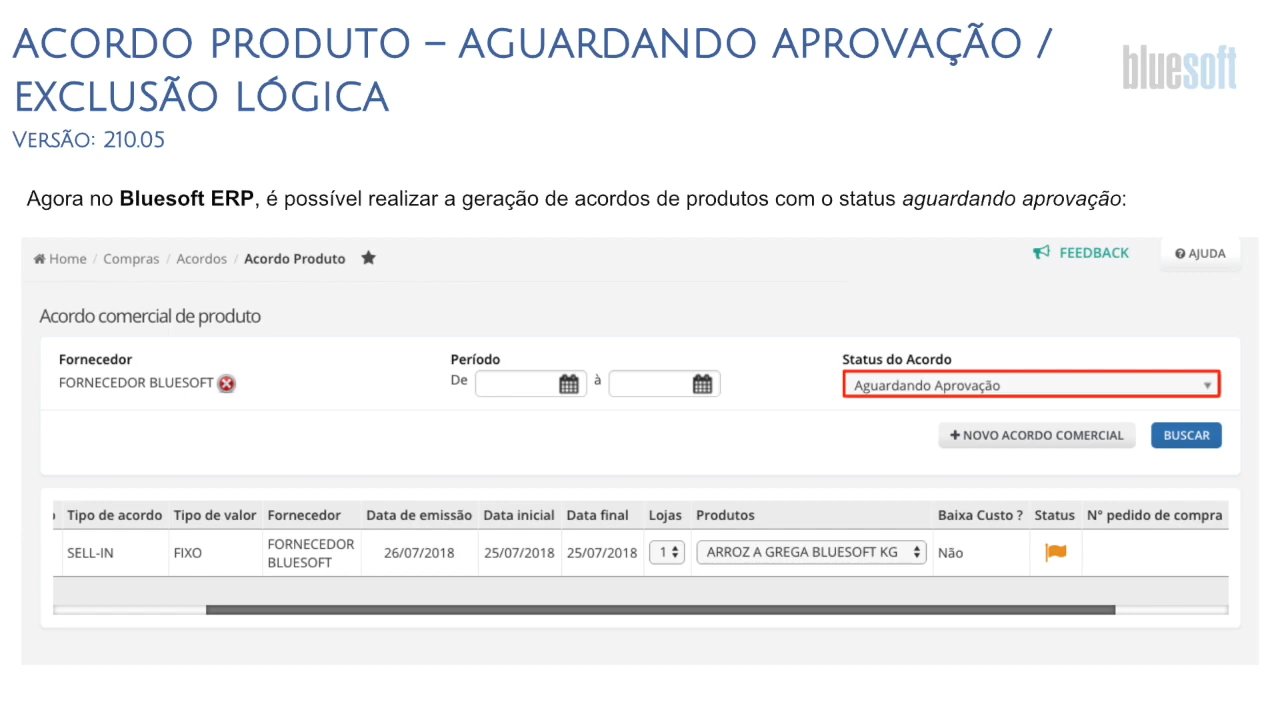 ACORDO PRODUTO – AGUARDANDO APROVAÇÃO /
EXCLUSÃO LÓGICA
VERSÃO: 210.05
bluesoft
Agora no Bluesoft ERP, é possível realizar a geração de acordos de produtos com o status aguardando aprovação:
Home / Compras / Acordos / Acordo Produto
FEEDBACK
AJUDA
Acordo comercial de produto
Fornecedor
FORNECEDOR BLUESOFT
Período
De
à
Status do Acordo
Aguardando Aprovação
+ NOVO ACORDO COMERCIAL
BUSCAR
Tipo de acordo Tipo de valor Fornecedor Data de emissão Data inicial Data final Lojas Produtos Baixa Custo ? Status N° pedido de compra
SELL-IN FIXO FORNECEDOR BLUESOFT 26/07/2018 25/07/2018 25/07/2018 1 ARROZ A GREGA BLUESOFT KG Não